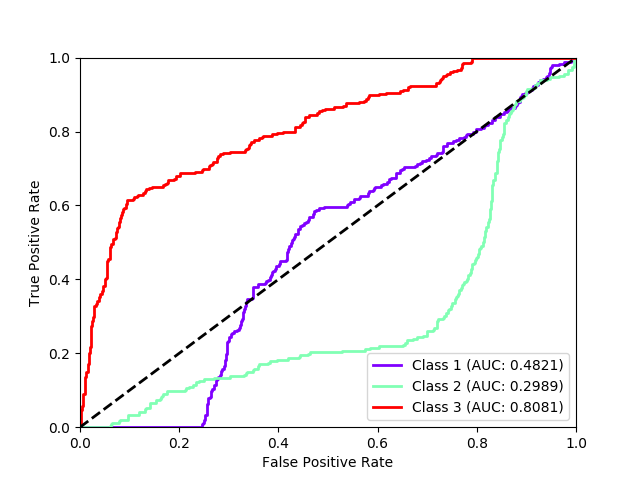 1.0
0.8
0.6
0.4
0.2
0.0
True Positive Rate
Class 1 (AUC: 0.4821)
Class 2 (AUC: 0.2989)
Class 3 (AUC: 0.8081)
0.0 0.2 0.4 0.6 0.8 1.0
False Positive Rate